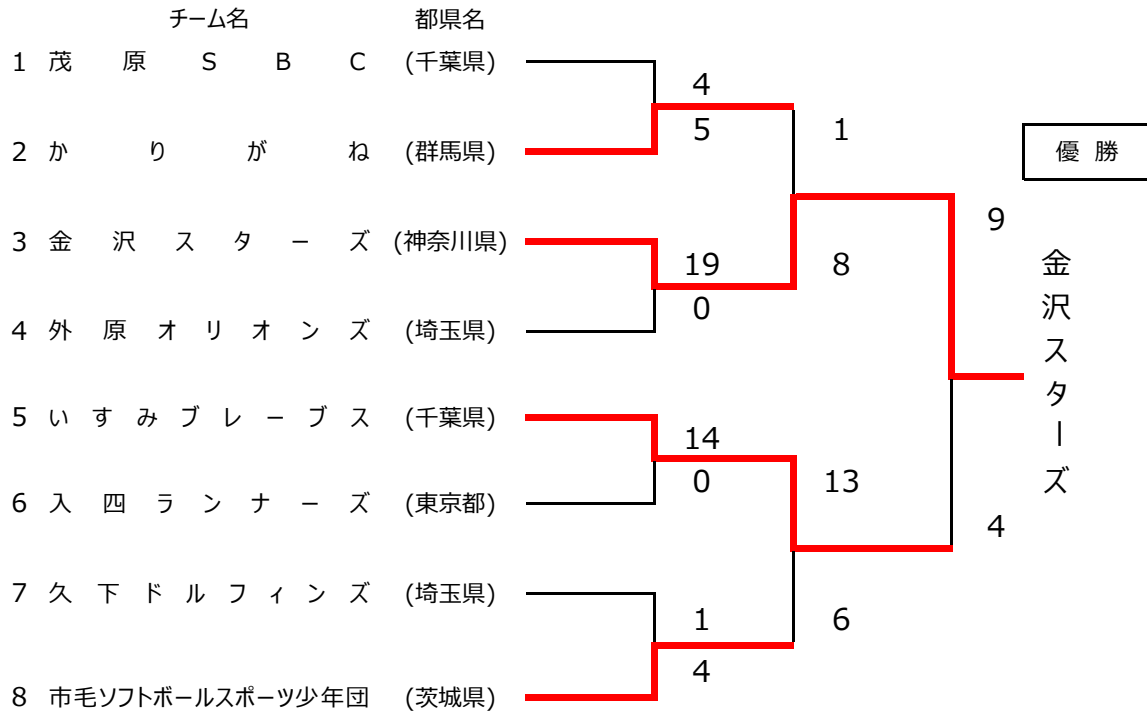 チーム名 都県名
1 茂原SBC (千葉県)
4
5
1
優勝
2 かりがね (群馬県)
9
3 金沢スターズ (神奈川県)
19
0
8
金沢スターズ
4 外原オリオンズ (埼玉県)
5 いすみブレーブス (千葉県)
14
0
13
6 入四ランナーズ (東京都)
4
7 久下ドルフィンズ (埼玉県)
1
4
6
8 市毛ソフトボールスポーツ少年団 (茨城県)